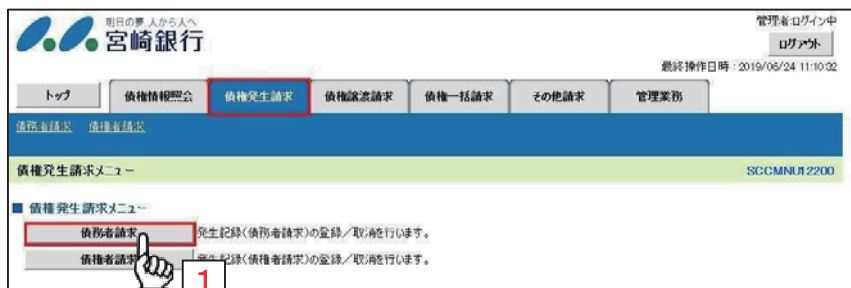 明日の夢 人から人へ
宮崎銀行
管理者:ログイン中
ログアウト
最終操作日時：2019/06/24 11:10:32
トップ 債権情報照会 債権発生請求 債権譲渡請求 債権一括請求 その他請求 管理業務
債務者請求 債権者請求
債権発生請求メニュー SCCMNU12200
■ 債権発生請求メニュー
債務者請求 発生記録(債務者請求)の登録／取消を行います。
債権者請求 発生記録(債権者請求)の登録／取消を行います。
1